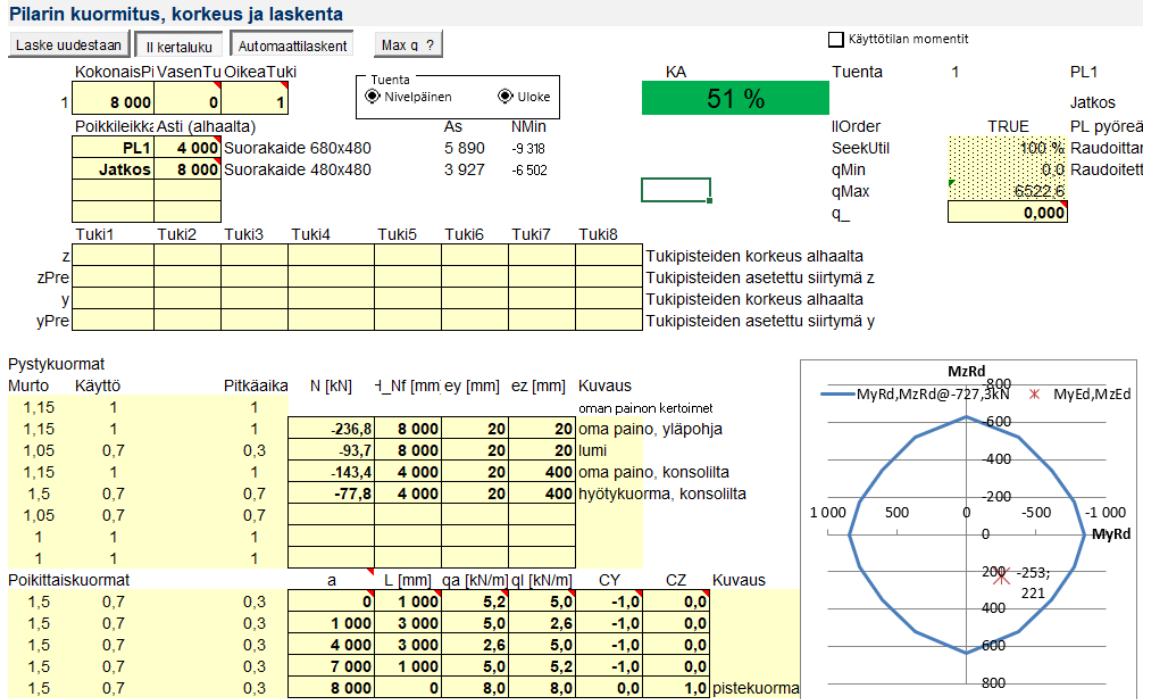 Pilarin kuormitus, korkeus ja laskenta
Laske uudestaan II kertaluku Automaattilaskent Max q ? Käyttötilan momentit
KokonaisPi VasenTu OikeaTuki Tuenta KA Tuenta 1 PL1
1 8 000 0 1 Nivelpäinen Uloke 51 % Jatkos
Poikkileikka Asti (alhaalta) As NMin IIOrder TRUE PL pyöreä
PL1 4 000 Suorakaide 680x480 5 890 -9 318 SeekUtil 100 % Raudoittar
Jatkos 8 000 Suorakaide 480x480 3 927 -6 502 qMin 0,0 Raudoitett
qMax 6522,6
q_ 0,000
Tuki1 Tuki2 Tuki3 Tuki4 Tuki5 Tuki6 Tuki7 Tuki8
z Tukipisteiden korkeus alhaalta
zPre Tukipisteiden asetettu siirtymä z
y Tukipisteiden korkeus alhaalta
yPre Tukipisteiden asetettu siirtymä y
Pystykuormat
Murto Käyttö Pitkäaika N [kN] H_Nf [mm ey [mm] ez [mm] Kuvaus
1,15 1 1 oman painon kertoimet
1,15 1 1 -236,8 8 000 20 20 oma paino, yläpohja
1,05 0,7 0,3 -93,7 8 000 20 20 lumi
1,15 1 1 -143,4 4 000 20 400 oma paino, konsolilta
1,5 0,7 0,7 -77,8 4 000 20 400 hyötykuorma, konsolilta
1,05 0,7 0,7
1 1 1
1 1 1
Poikittaiskuormat a L [mm] qa [kN/m] ql [kN/m] CY CZ Kuvaus
1,5 0,7 0,3 0 1 000 5,2 5,0 -1,0 0,0
1,5 0,7 0,3 1 000 3 000 5,0 2,6 -1,0 0,0
1,5 0,7 0,3 4 000 3 000 2,6 5,0 -1,0 0,0
1,5 0,7 0,3 7 000 1 000 5,0 5,2 -1,0 0,0
1,5 0,7 0,3 8 000 0 8,0 8,0 0,0 1,0 pistekuorma
MzRd
-800
MyRd,MzRd@-727,3kN MyEd,MzEd
-600
-400
-200
1 000 500 0 -500 -1 000
0 MyRd
200 -253;
221
400
600
800